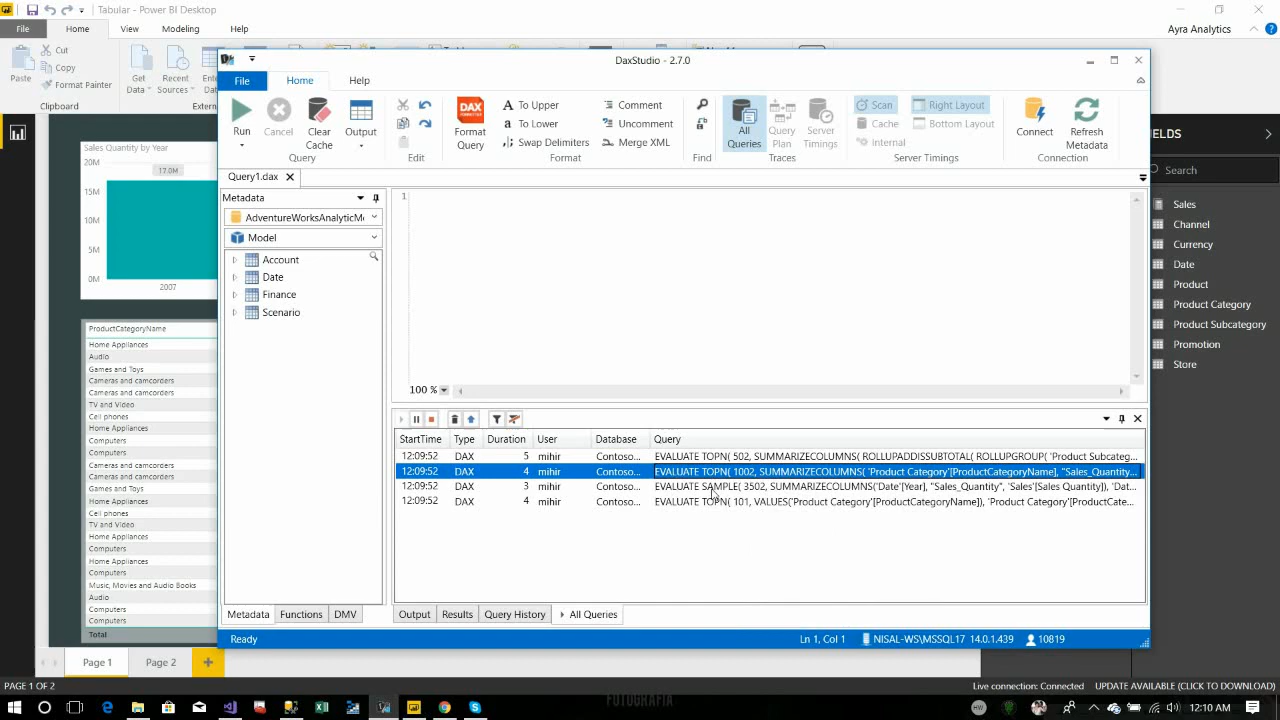 Tabular - Power BI Desktop
File
Home
View
Modeling
Help
Ayra Analytics
Paste
Cut
Copy
Format Painter
Clipboard
Get
Data
Recent
Sources
DaxStudio - 2.7.0
File
Home
Help
Run
Cancel
Clear
Cache
Output
Query
Edit
Format
Query
To Upper
To Lower
Swap Delimiters
Comment
Uncomment
Merge XML
Format
Find
All
Queries
Query
Plan
Server
Timings
Traces
Scan
Cache
Internal
Right Layout
Bottom Layout
Server Timings
Connect
Refresh
Metadata
Connection
Query1.dax
Metadata
Model
Account
Date
Finance
Scenario
1
100 %
StartTime Type Duration User Database Query
12:09:52 DAX 5 mihir Contoso... EVALUATE TOPN( 502, SUMMARIZECOLUMNS( ROLLUPADDISSUBTOTAL( ROLLUPGROUP( 'Product Subcateg...
12:09:52 DAX 4 mihir Contoso... EVALUATE TOPN( 1002, SUMMARIZECOLUMNS( 'Product Category'[ProductCategoryName], "Sales_Quantity...
12:09:52 DAX 3 mihir Contoso... EVALUATE SAMPLE( 3502, SUMMARIZECOLUMNS('Date'[Year], "Sales_Quantity", 'Sales'[Sales Quantity]), 'Dat...
12:09:52 DAX 4 mihir Contoso... EVALUATE TOPN( 101, VALUES('Product Category'[ProductCategoryName]), 'Product Category'[ProductCate...
Metadata Functions DMV
Output Results Query History All Queries
Ready
Ln 1, Col 1
NISAL-WS\MSSQL17 14.0.1.439
10819
Sales Quantity by Year
20M
17.0M
15M
10M
5M
0M
2007
ProductCategoryName
Home Appliances
Audio
Games and Toys
Cameras and camcorders
Cameras and camcorders
TV and Video
Cell phones
Home Appliances
Computers
Home Appliances
Computers
Cameras and camcorders
Cameras and camcorders
Cell phones
Games and Toys
Computers
TV and Video
Home Appliances
Computers
Home Appliances
Computers
Music, Movies and Audio Books
Audio
Computers
Computers
Total
Search
Sales
Channel
Currency
Date
Product
Product Category
Product Subcategory
Promotion
Store
Page 1
Page 2
PAGE 1 OF 2
Live connection: Connected
UPDATE AVAILABLE (CLICK TO DOWNLOAD)
FOTOGRAFIA
12:10 AM